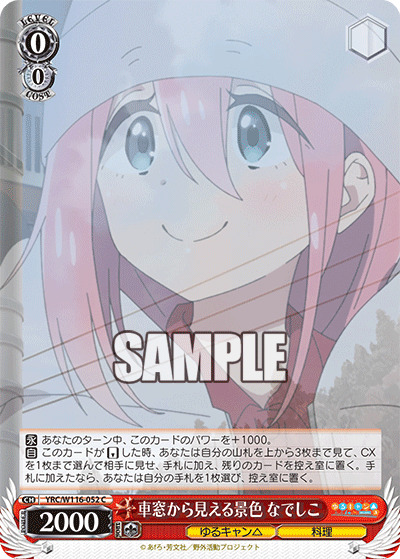 LEVEL
0
0
COST
SAMPLE
永 あなたのターン中、このカードのパワーを+1000。
自 このカードが した時、あなたは自分の山札を上から3枚まで見て、CX
を1枚まで選んで相手に見せ、手札に加え、残りのカードを控え室に置く。手
札に加えたなら、あなたは自分の手札を1枚選び、控え室に置く。
CH YRC/W116-052 C
2000
車窓から見える景色 なでしこ
ゆるキャン△
ゆるキャン△ 料理
©あfろ・芳文社/野外活動プロジェクト